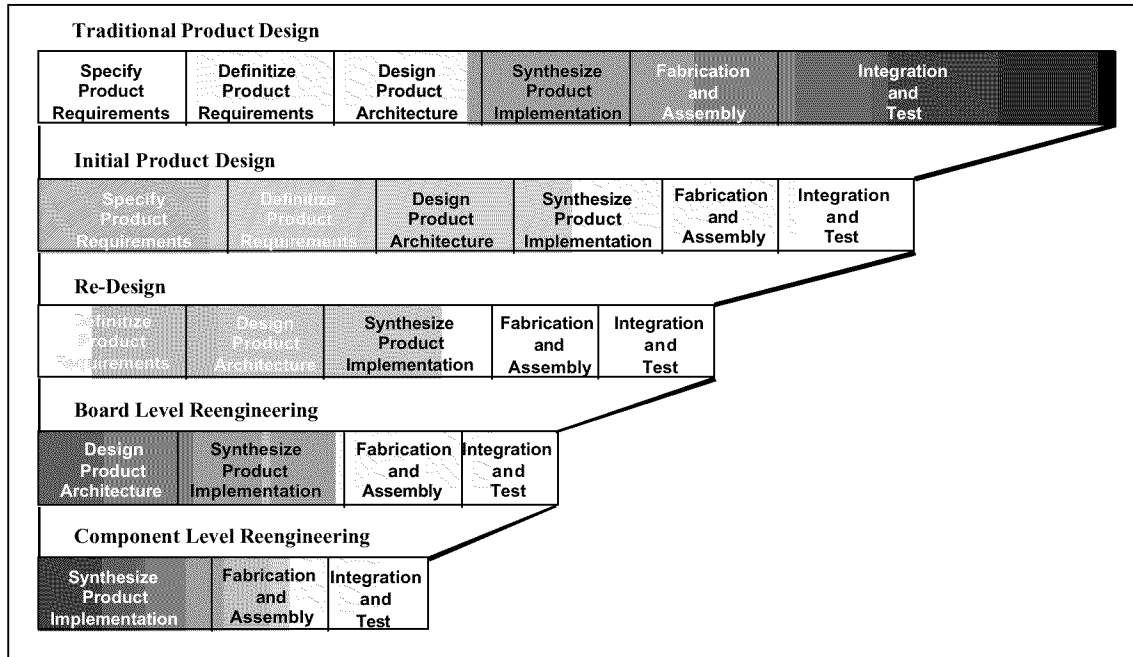 Traditional Product Design
Specify
Product
Requirements
Definitize
Product
Requirements
Design
Product
Architecture
Synthesize
Product
Implementation
Fabrication
and
Assembly
Integration
and
Test
Initial Product Design
Specify
Product
Requirements
Definitize
Product
Requirements
Design
Product
Architecture
Synthesize
Product
Implementation
Fabrication
and
Assembly
Integration
and
Test
Re-Design
Definitize
Product
Requirements
Design
Product
Architecture
Synthesize
Product
Implementation
Fabrication
and
Assembly
Integration
and
Test
Board Level Reengineering
Design
Product
Architecture
Synthesize
Product
Implementation
Fabrication
and
Assembly
Integration
and
Test
Component Level Reengineering
Synthesize
Product
Implementation
Fabrication
and
Assembly
Integration
and
Test